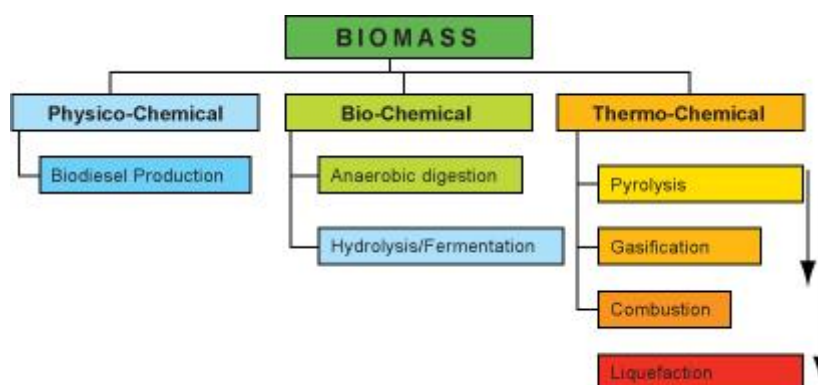 BIOMASS
Physico-Chemical
Bio-Chemical
Thermo-Chemical
Biodiesel Production
Anaerobic digestion
Pyrolysis
Hydrolysis/Fermentation
Gasification
Combustion
Liquefaction